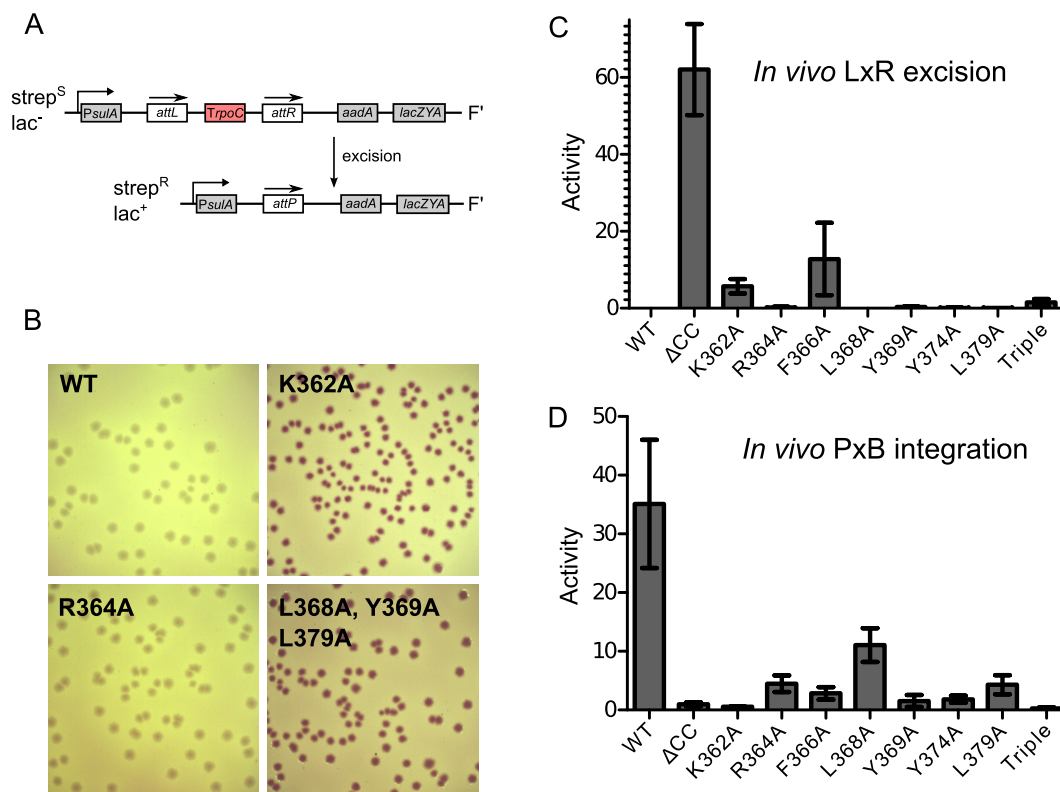 A
strep^S
lac^-
PsulA attL TrpoC attR aadA lacZYA F'
excision
strep^R
lac^+
PsulA attP aadA lacZYA F'
B
WT
K362A
R364A
L368A, Y369A
L379A
C
In vivo LxR excision
Activity
60
40
20
0
WT ΔCC K362A R364A F366A L368A Y369A Y374A L379A Triple
D
In vivo PxB integration
Activity
50
40
30
20
10
0
WT ΔCC K362A R364A F366A L368A Y369A Y374A L379A Triple